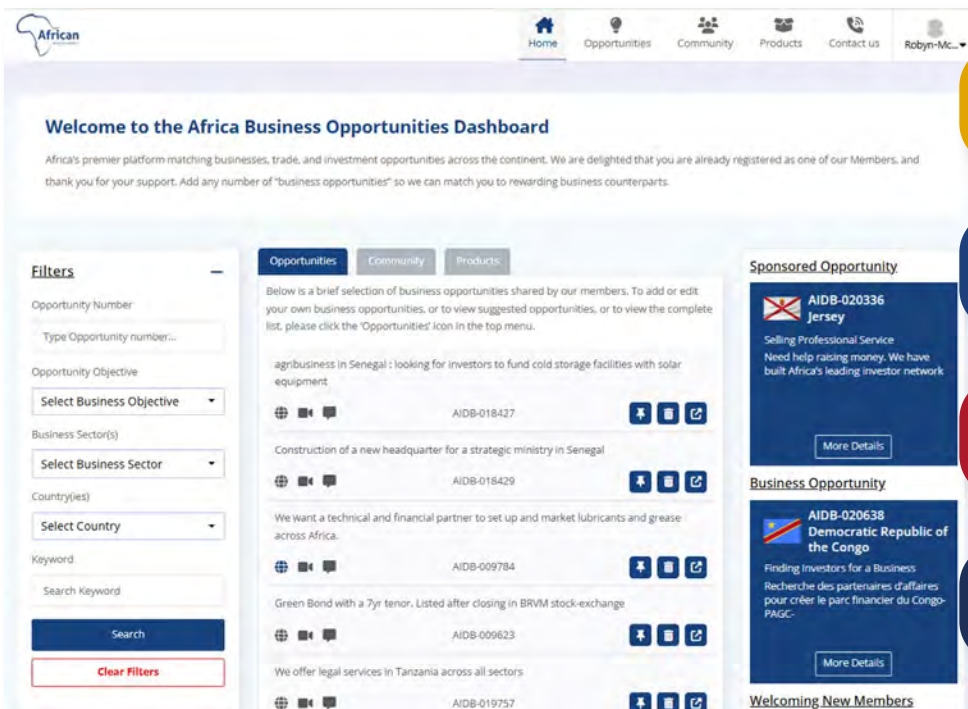 African
Home
Opportunities
Community
Products
Contact us
Robyn-Mc...
Welcome to the Africa Business Opportunities Dashboard
Africa's premier platform matching businesses, trade, and investment opportunities across the continent. We are delighted that you are already registered as one of our Members, and
thank you for your support. Add any number of "business opportunities" so we can match you to rewarding business counterparts.
Filters
Opportunity Number
Type Opportunity number...
Opportunity Objective
Select Business Objective
Business Sector(s)
Select Business Sector
Country(ies)
Select Country
Keyword
Search Keyword
Search
Clear Filters
Opportunities
Community
Products
Below is a brief selection of business opportunities shared by our members. To add or edit
your own business opportunities, or to view suggested opportunities, or to view the complete
list, please click the 'Opportunities' icon in the top menu.
agribusiness in Senegal : looking for investors to fund cold storage facilities with solar
equipment
AIDB-018427
Construction of a new headquarter for a strategic ministry in Senegal
AIDB-018429
We want a technical and financial partner to set up and market lubricants and grease
across Africa.
AIDB-009784
Green Bond with a 7yr tenor. Listed after closing in BRVM stock-exchange
AIDB-009623
We offer legal services in Tanzania across all sectors
AIDB-019757
Sponsored Opportunity
AIDB-020336
Jersey
Selling Professional Service
Need help raising money. We have
built Africa's leading investor network
More Details
Business Opportunity
AIDB-020638
Democratic Republic of
the Congo
Finding Investors for a Business
Recherche des partenaires d'affaires
pour créer le parc financier du Congo-
PAGC-
More Details
Welcoming New Members